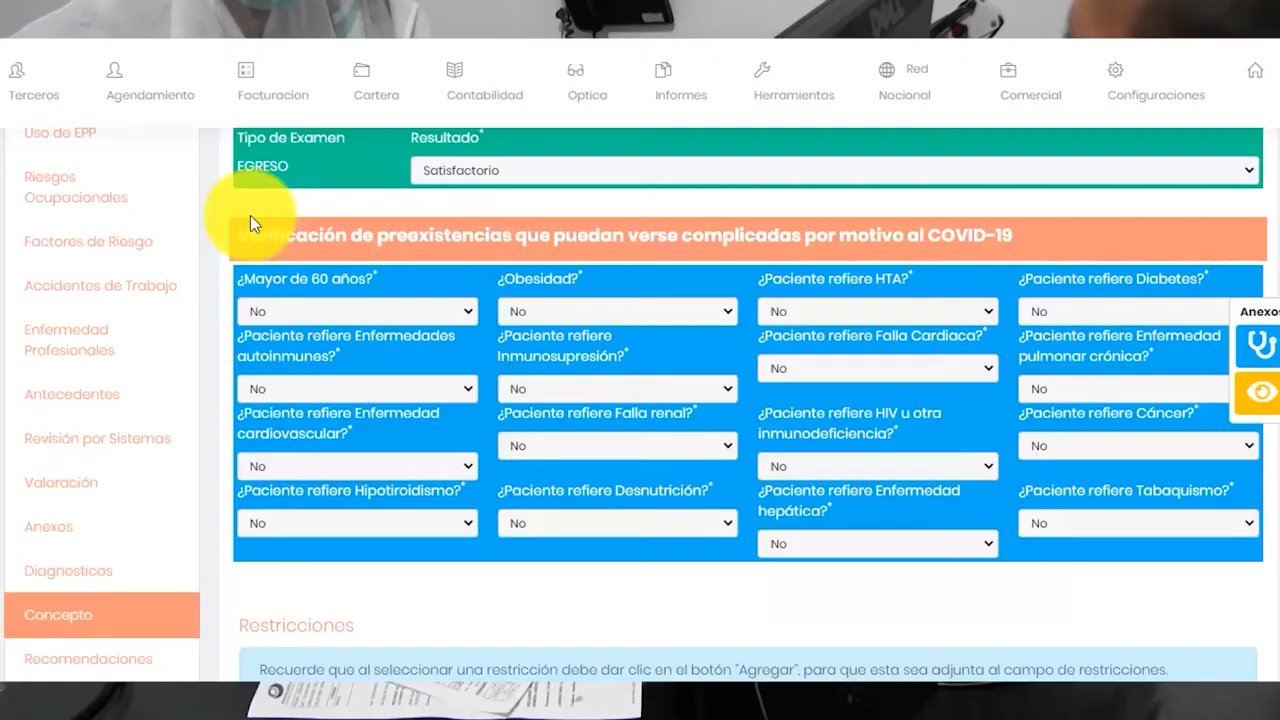 DELL
Red
Terceros Agendamiento Facturacion Cartera Contabilidad Optica Informes Herramientas Nacional Comercial Configuraciones
Uso de EPP
Riesgos
Ocupacionales
Factores de Riesgo
Accidentes de Trabajo
Enfermedad
Profesionales
Antecedentes
Revisión por Sistemas
Valoración
Anexos
Diagnosticos
Concepto
Recomendaciones
Tipo de Examen Resultado*
EGRESO Satisfactorio
Verificación de preexistencias que puedan verse complicadas por motivo al COVID-19
¿Mayor de 60 años?* ¿Obesidad?* ¿Paciente refiere HTA?* ¿Paciente refiere Diabetes?*
No No No No
¿Paciente refiere Enfermedades
autoinmunes?*
No
¿Paciente refiere
Inmunosupresión?*
No
¿Paciente refiere Falla Cardiaca?*
No
¿Paciente refiere Enfermedad
pulmonar crónica?*
No
¿Paciente refiere Enfermedad
cardiovascular?*
No
¿Paciente refiere Falla renal?*
No
¿Paciente refiere HIV u otra
inmunodeficiencia?*
No
¿Paciente refiere Cáncer?*
No
¿Paciente refiere Hipotiroidismo?*
No
¿Paciente refiere Desnutrición?*
No
¿Paciente refiere Enfermedad
hepática?*
No
¿Paciente refiere Tabaquismo?*
No
Anexos
Restricciones
Recuerde que al seleccionar una restricción debe dar clic en el botón "Agregar", para que esta sea adjunta al campo de restricciones.